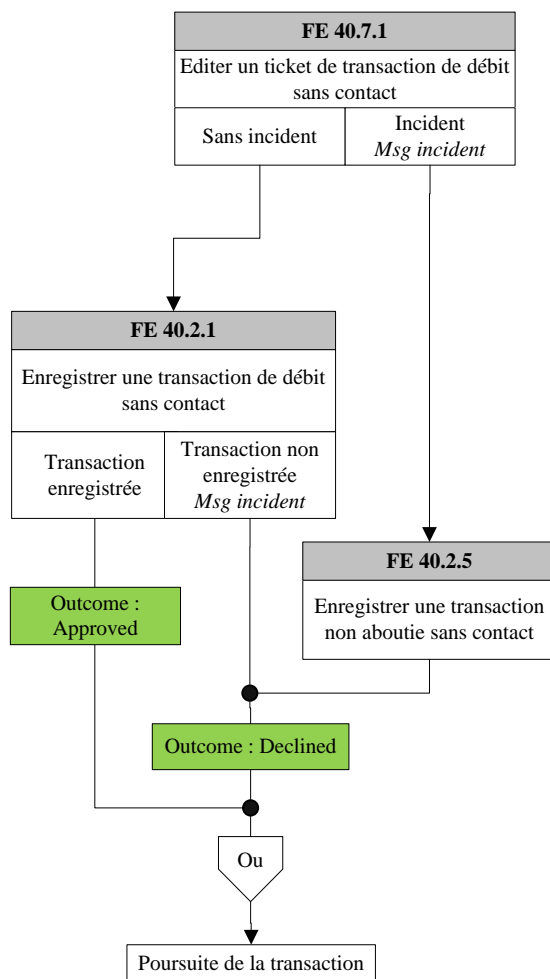 FE 40.7.1
Editer un ticket de transaction de débit
sans contact
Sans incident
Incident
Msg incident
FE 40.2.1
Enregistrer une transaction de débit
sans contact
Transaction
enregistrée
Transaction non
enregistrée
Msg incident
FE 40.2.5
Enregistrer une transaction
non aboutie sans contact
Outcome :
Approved
Outcome : Declined
Ou
Poursuite de la transaction